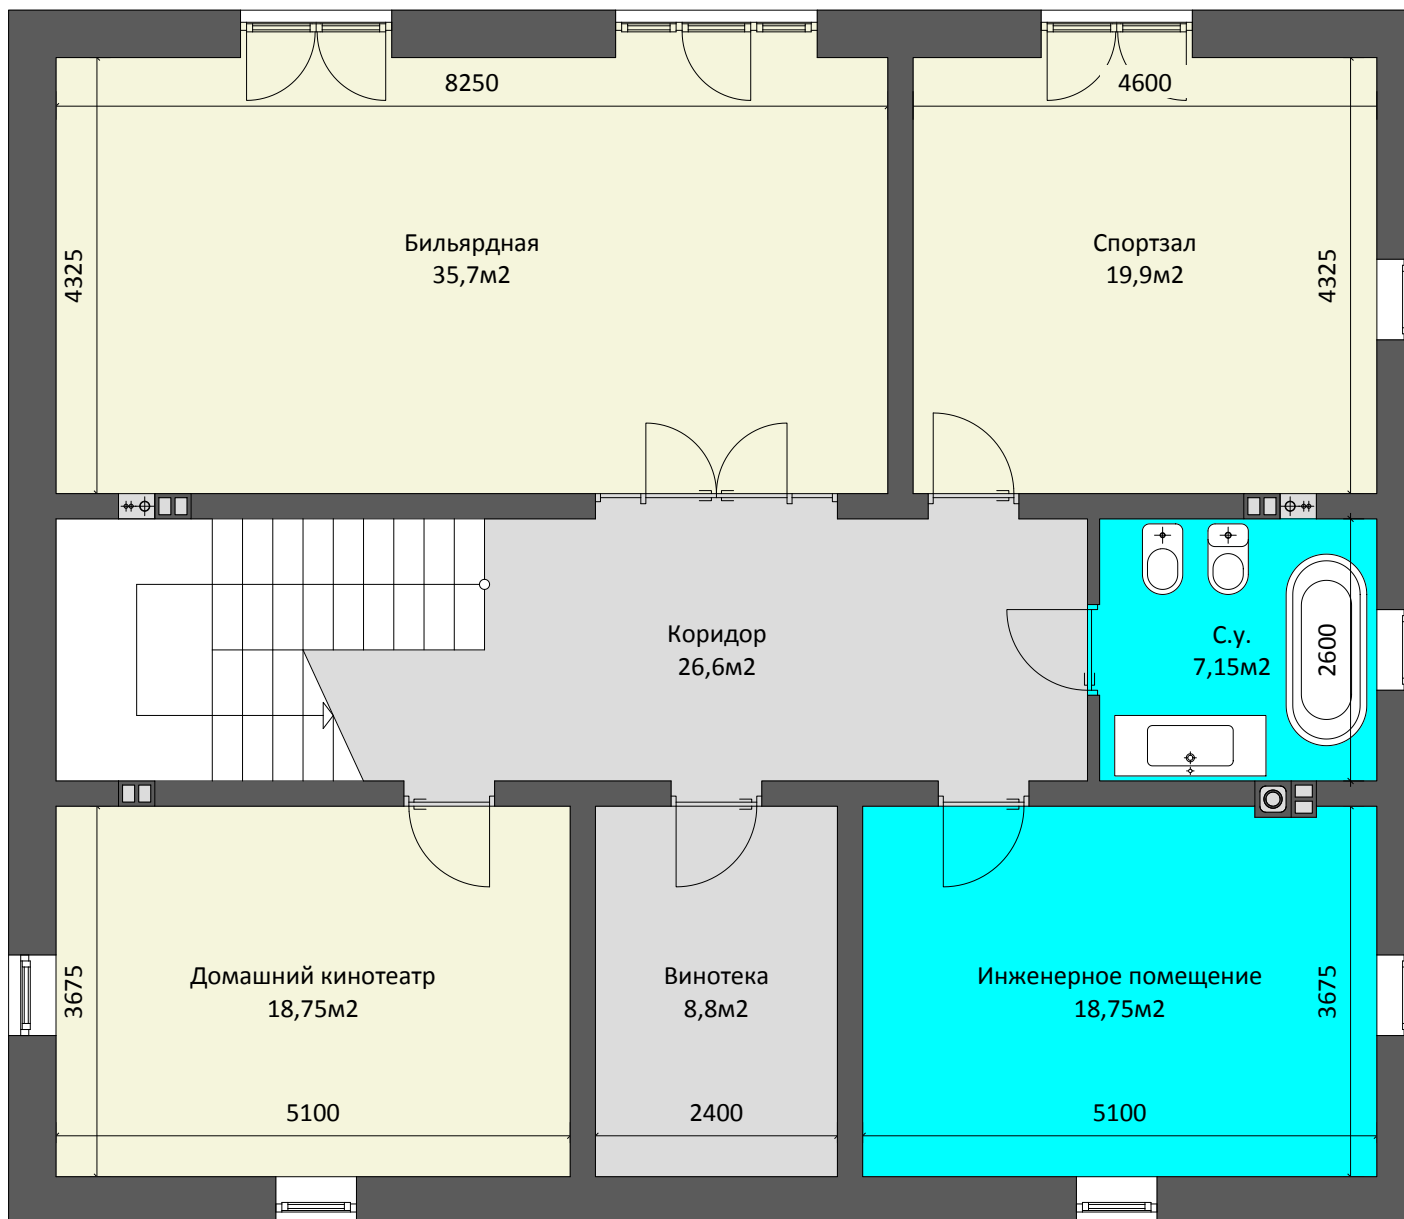 8250
4600
Бильярдная
35,7м2
4325
Спортзал
19,9м2
4325
Коридор
26,6м2
С.у.
7,15м2
2600
Домашний кинотеатр
18,75м2
3675
5100
Винотека
8,8м2
2400
Инженерное помещение
18,75м2
3675
5100